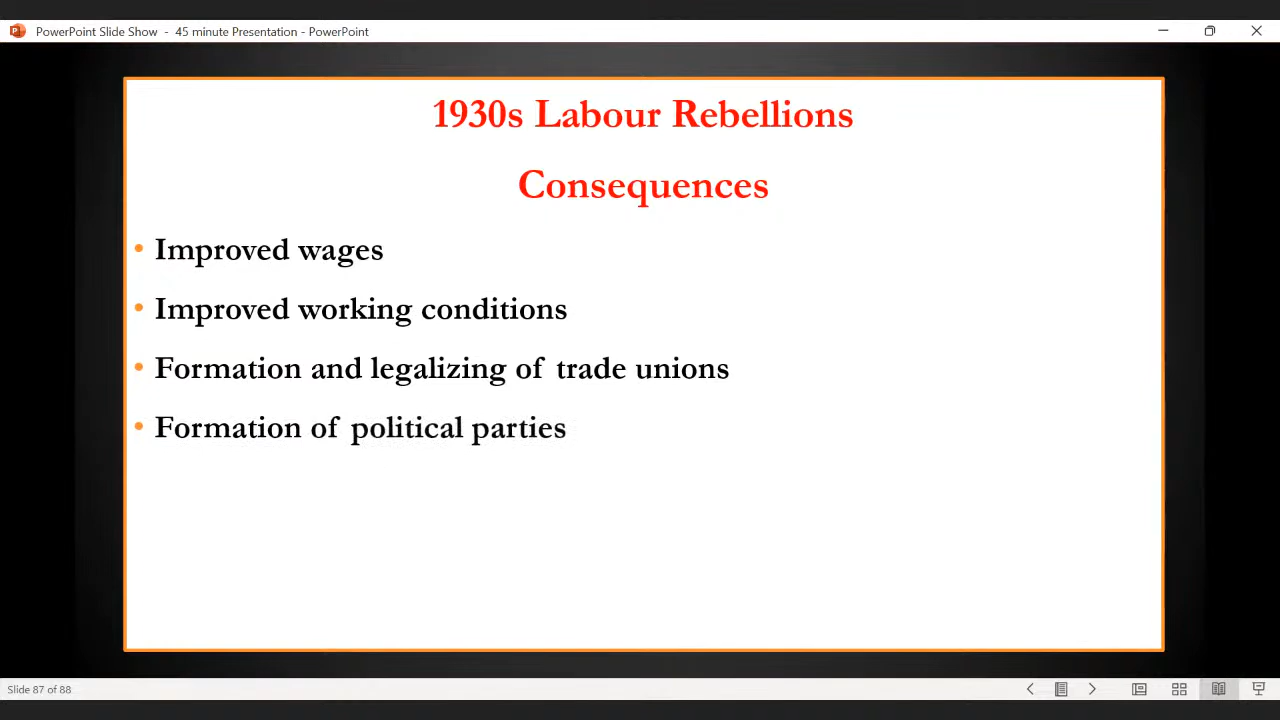 PowerPoint Slide Show - 45 minute Presentation - PowerPoint
1930s Labour Rebellions
Consequences
• Improved wages
• Improved working conditions
• Formation and legalizing of trade unions
• Formation of political parties
Slide 87 of 88